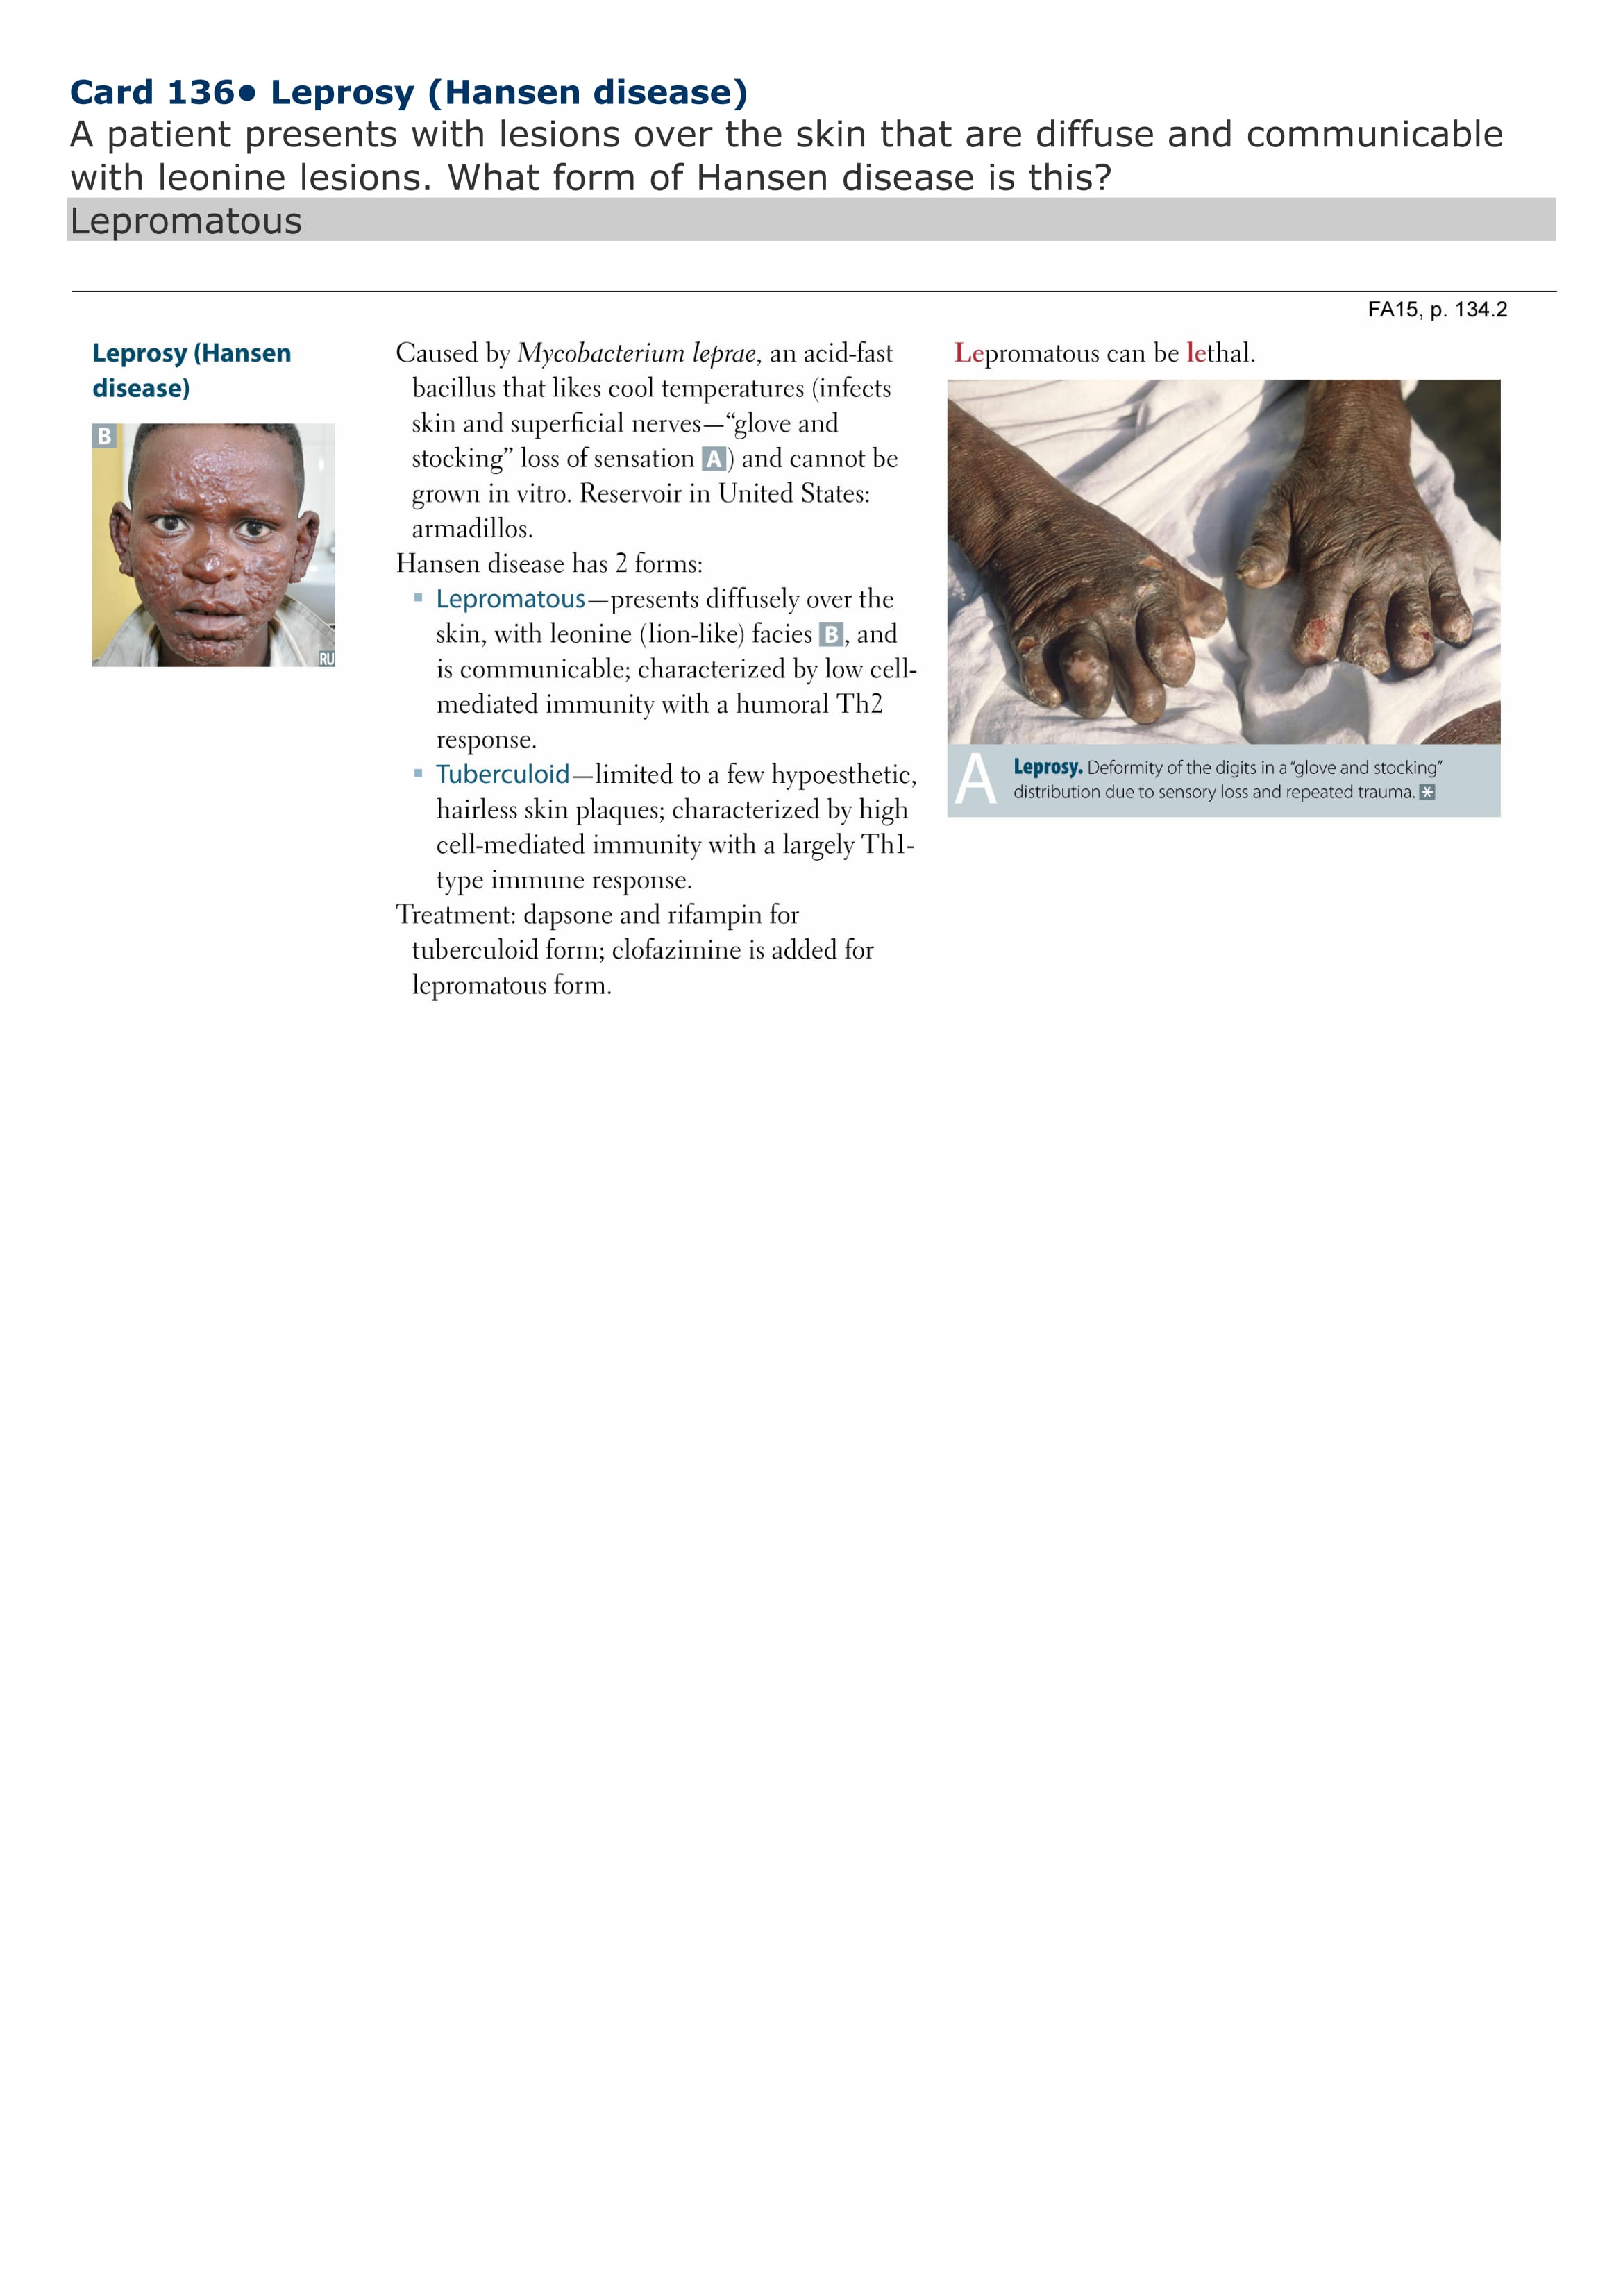 Card 136• Leprosy (Hansen disease)
A patient presents with lesions over the skin that are diffuse and communicable
with leonine lesions. What form of Hansen disease is this?
Lepromatous
FA15, p. 134.2
Leprosy (Hansen
disease)
B
RU
Caused by Mycobacterium leprae, an acid-fast
bacillus that likes cool temperatures (infects
skin and superficial nerves—“glove and
stocking” loss of sensation A) and cannot be
grown in vitro. Reservoir in United States:
armadillos.
Hansen disease has 2 forms:
▪ Lepromatous—presents diffusely over the
skin, with leonine (lion-like) facies B, and
is communicable; characterized by low cell-
mediated immunity with a humoral Th2
response.
▪ Tuberculoid—limited to a few hypoesthetic,
hairless skin plaques; characterized by high
cell-mediated immunity with a largely Th1-
type immune response.
Treatment: dapsone and rifampin for
tuberculoid form; clofazimine is added for
lepromatous form.
Lepromatous can be lethal.
A
Leprosy. Deformity of the digits in a “glove and stocking”
distribution due to sensory loss and repeated trauma. *